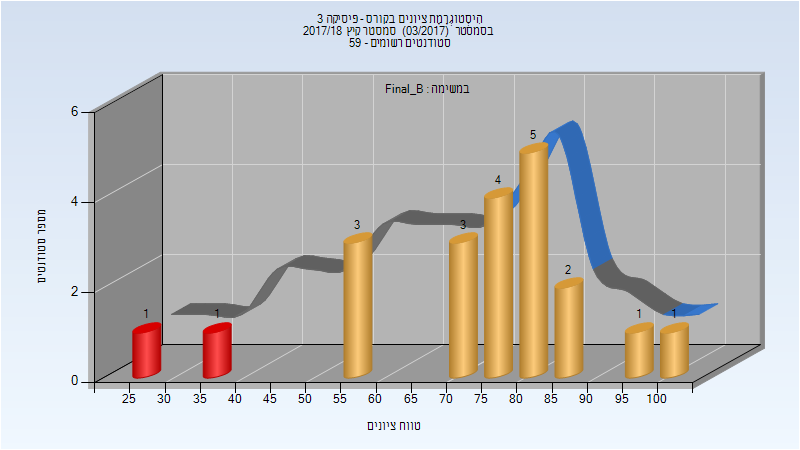 היסטוגרמת ציונים בקורס - פיסיקה 3
בסמסטר (03/2017) סמסטר קיץ 2017/18
סטודנטים רשומים - 59
במשימה : Final_B
מספר סטודנטים
6
4
2
0
1
1
3
3
4
5
2
1
1
25 30 35 40 45 50 55 60 65 70 75 80 85 90 95 100
טווח ציונים